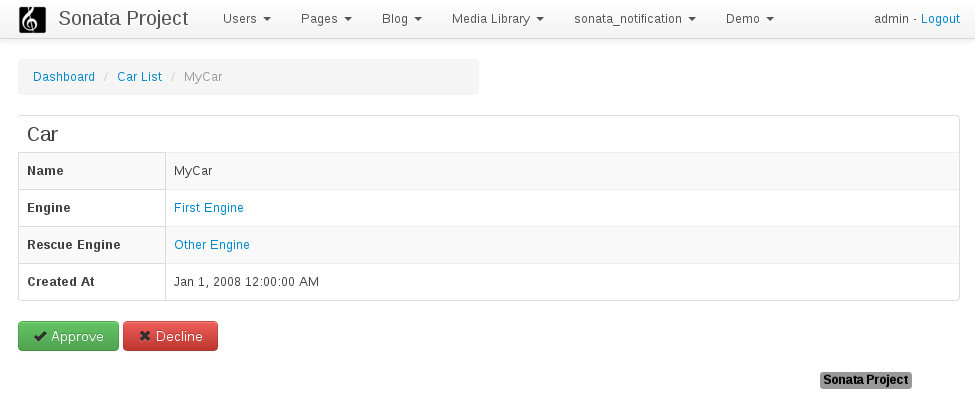 Sonata Project Users Pages Blog Media Library sonata_notification Demo admin - Logout
Dashboard / Car List / MyCar
Car
Name MyCar
Engine First Engine
Rescue Engine Other Engine
Created At Jan 1, 2008 12:00:00 AM
Approve Decline
Sonata Project